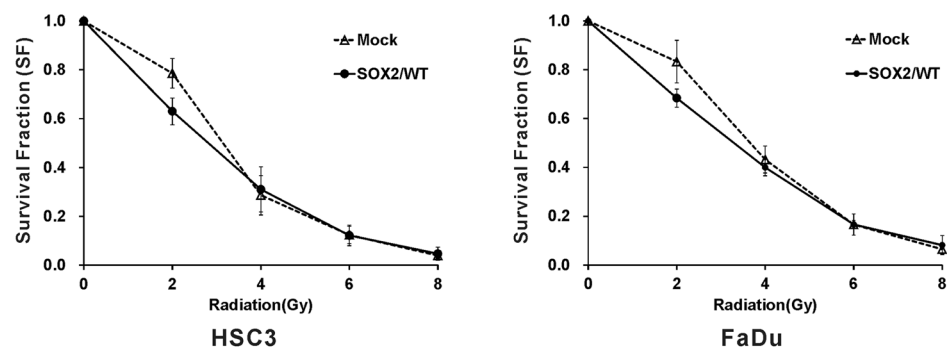 Survival Fraction (SF)
1.0
0.8
0.6
0.4
0.2
0.0
Mock
SOX2/WT
0 2 4 6 8
Radiation(Gy)
HSC3
Survival Fraction (SF)
1.0
0.8
0.6
0.4
0.2
0.0
Mock
SOX2/WT
0 2 4 6 8
Radiation(Gy)
FaDu